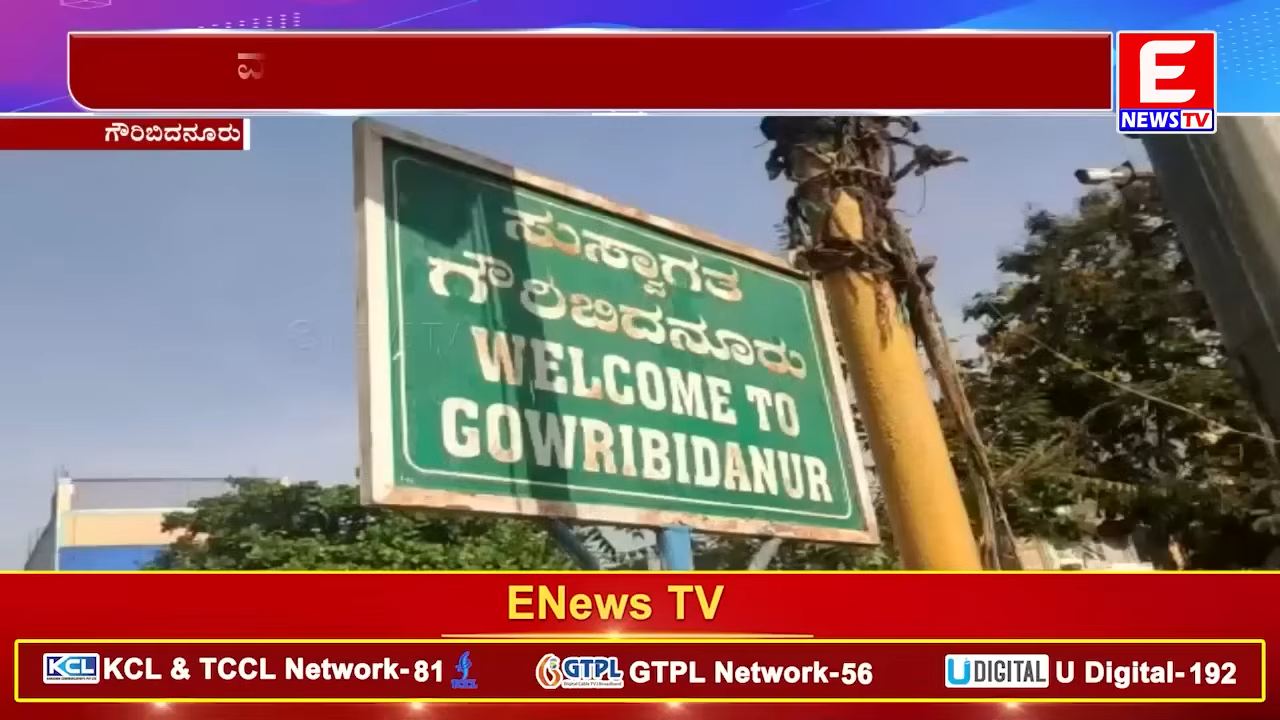 E
NEWS TV
ಗೌರಿಬಿದನೂರು
ಸುಸ್ವಾಗತ
ಗೌರಿಬಿದನೂರು
WELCOME TO
GOWRIBIDANUR
ENews TV
KCL KCL & TCCL Network-81 TCCL
GTPL GTPL Network-56
U DIGITAL U Digital-192